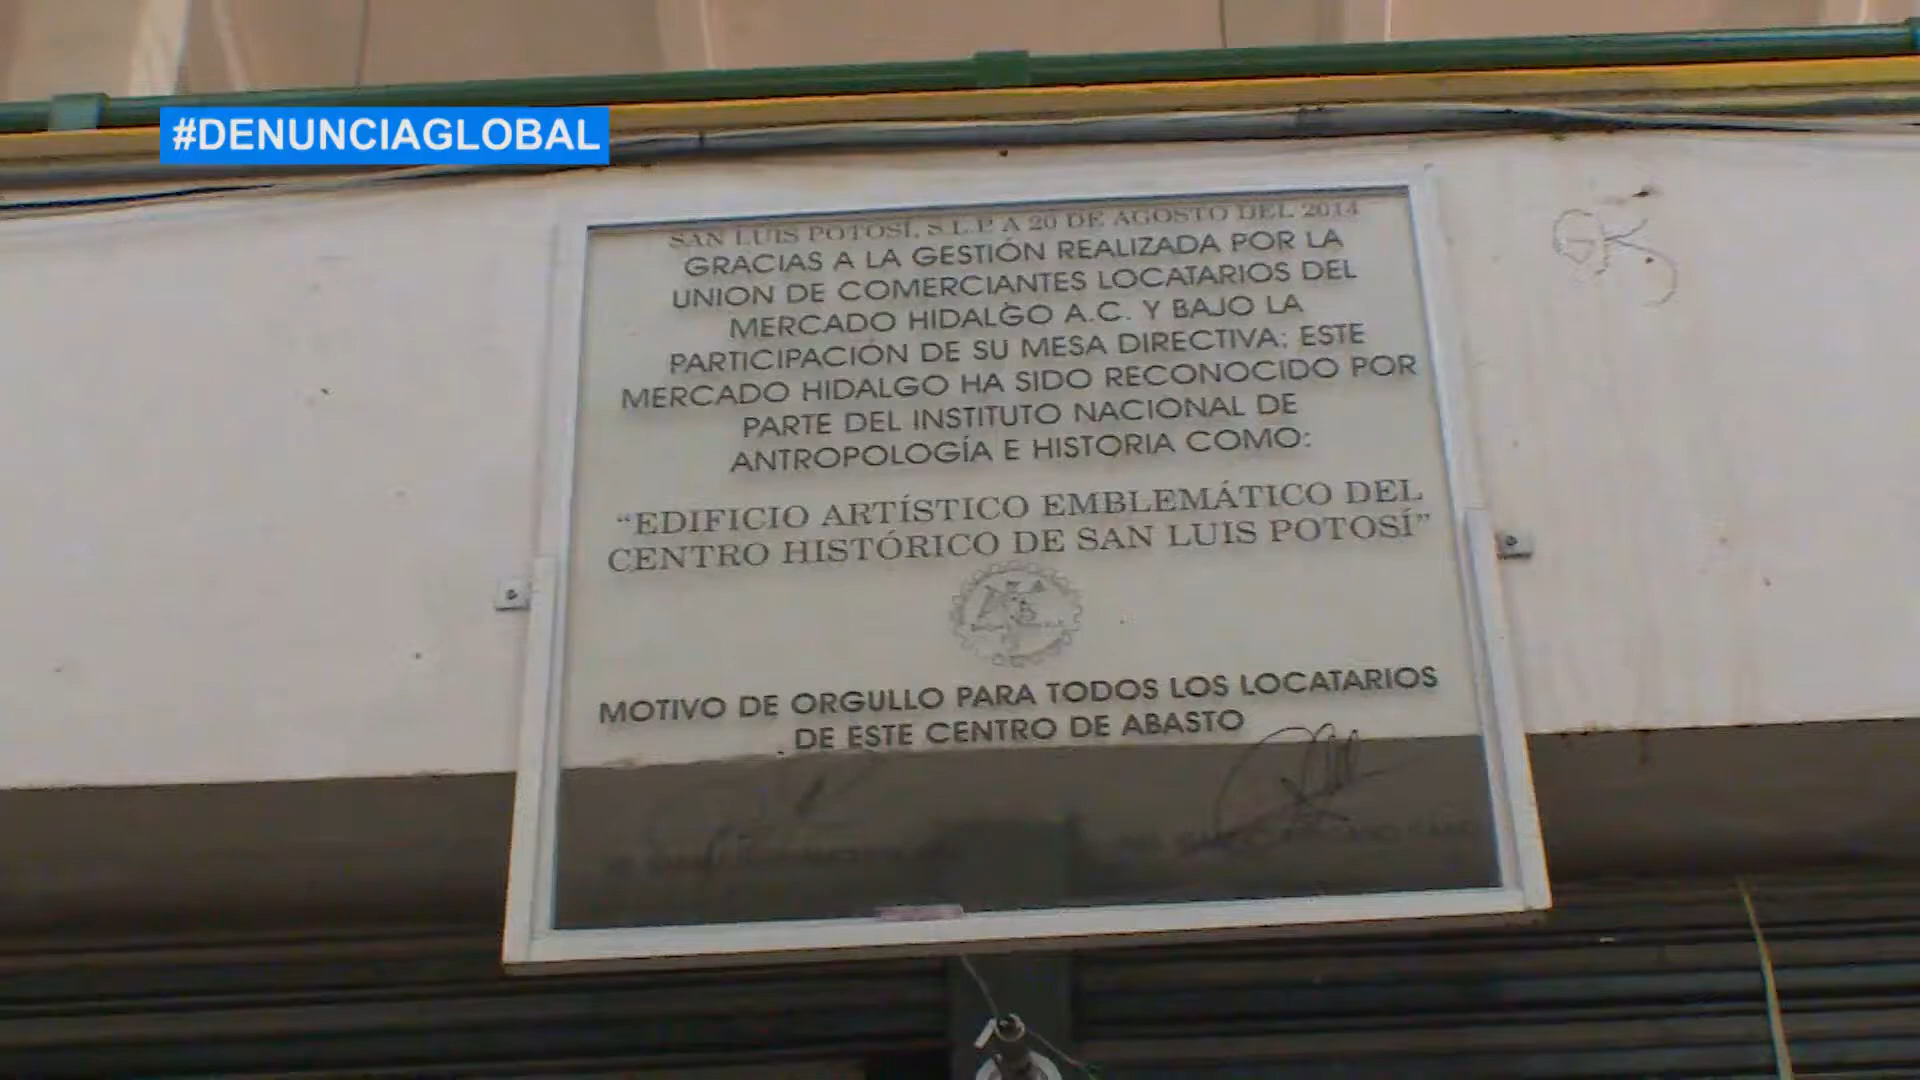 #DENUNCIAGLOBAL
SAN LUIS POTOSÍ, S.L.P. A 20 DE AGOSTO DEL 2014
GRACIAS A LA GESTIÓN REALIZADA POR LA
UNION DE COMERCIANTES LOCATARIOS DEL
MERCADO HIDALGO A.C. Y BAJO LA
PARTICIPACIÓN DE SU MESA DIRECTIVA; ESTE
MERCADO HIDALGO HA SIDO RECONOCIDO POR
PARTE DEL INSTITUTO NACIONAL DE
ANTROPOLOGÍA E HISTORIA COMO:
“EDIFICIO ARTÍSTICO EMBLEMÁTICO DEL
CENTRO HISTÓRICO DE SAN LUIS POTOSÍ”
MOTIVO DE ORGULLO PARA TODOS LOS LOCATARIOS
DE ESTE CENTRO DE ABASTO